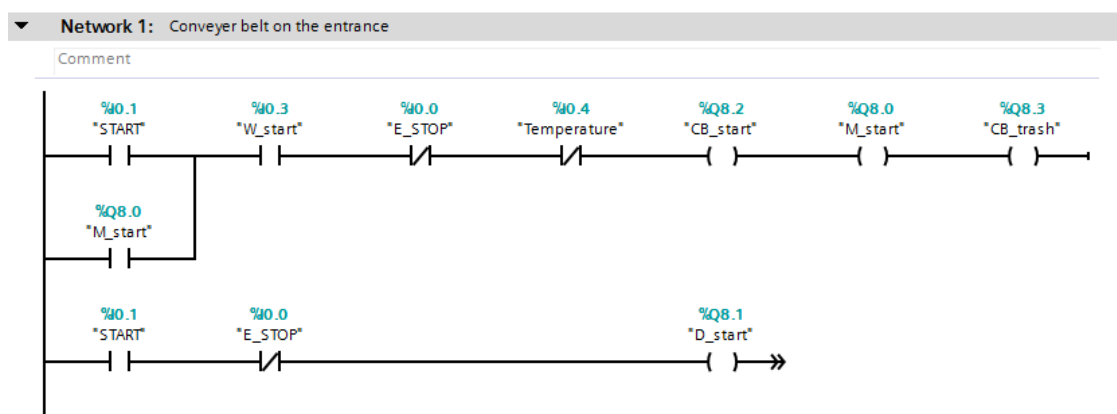 Network 1: Conveyer belt on the entrance
Comment
%I0.1 %I0.3 %I0.0 %I0.4 %Q8.2 %Q8.0 %Q8.3
"START" "W_start" "E_STOP" "Temperature" "CB_start" "M_start" "CB_trash"
%Q8.0
"M_start"
%I0.1 %I0.0 %Q8.1
"START" "E_STOP" "D_start"